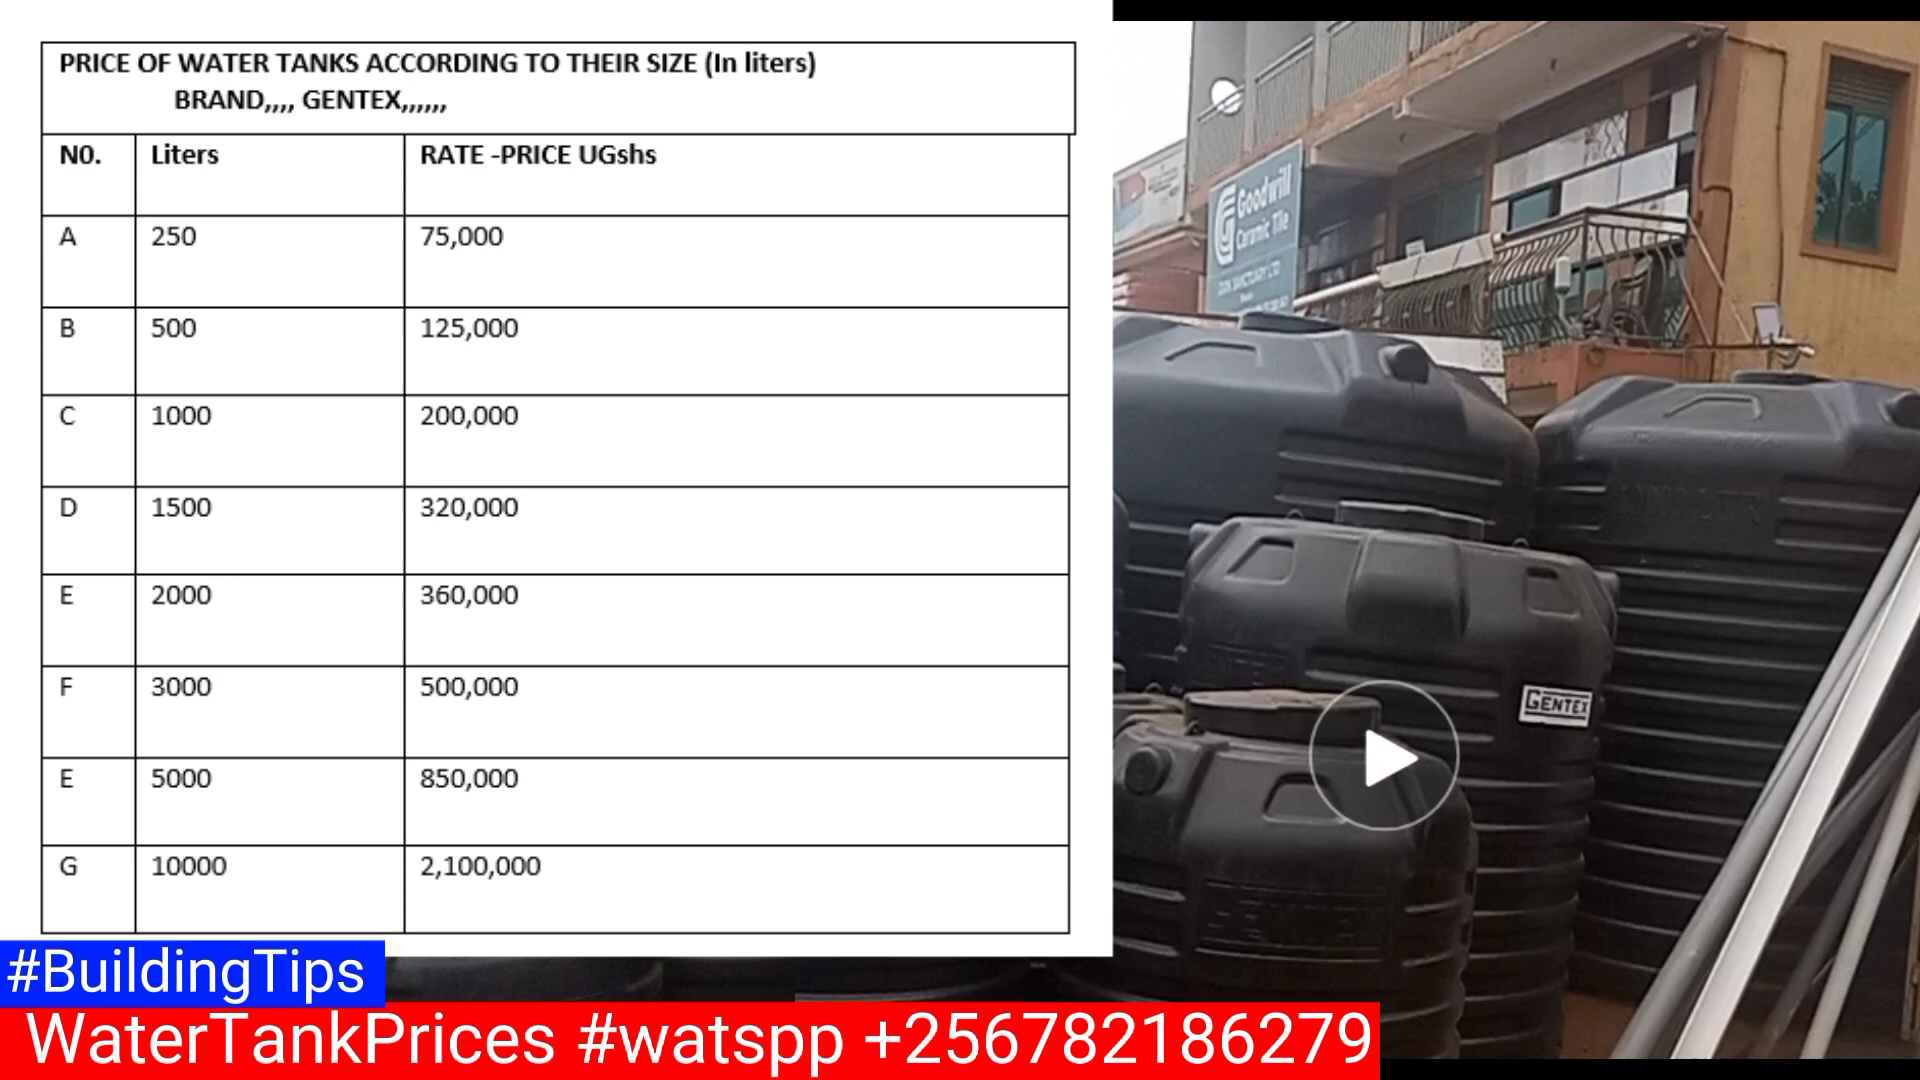 PRICE OF WATER TANKS ACCORDING TO THEIR SIZE (In liters)
BRAND,,,, GENTEX,,,,,,
N0. Liters RATE -PRICE UGshs
A 250 75,000
B 500 125,000
C 1000 200,000
D 1500 320,000
E 2000 360,000
F 3000 500,000
E 5000 850,000
G 10000 2,100,000
#BuildingTips
WaterTankPrices #watspp +256782186279
Goodwill
Ceramic Tile
GENTEX
GENTEX